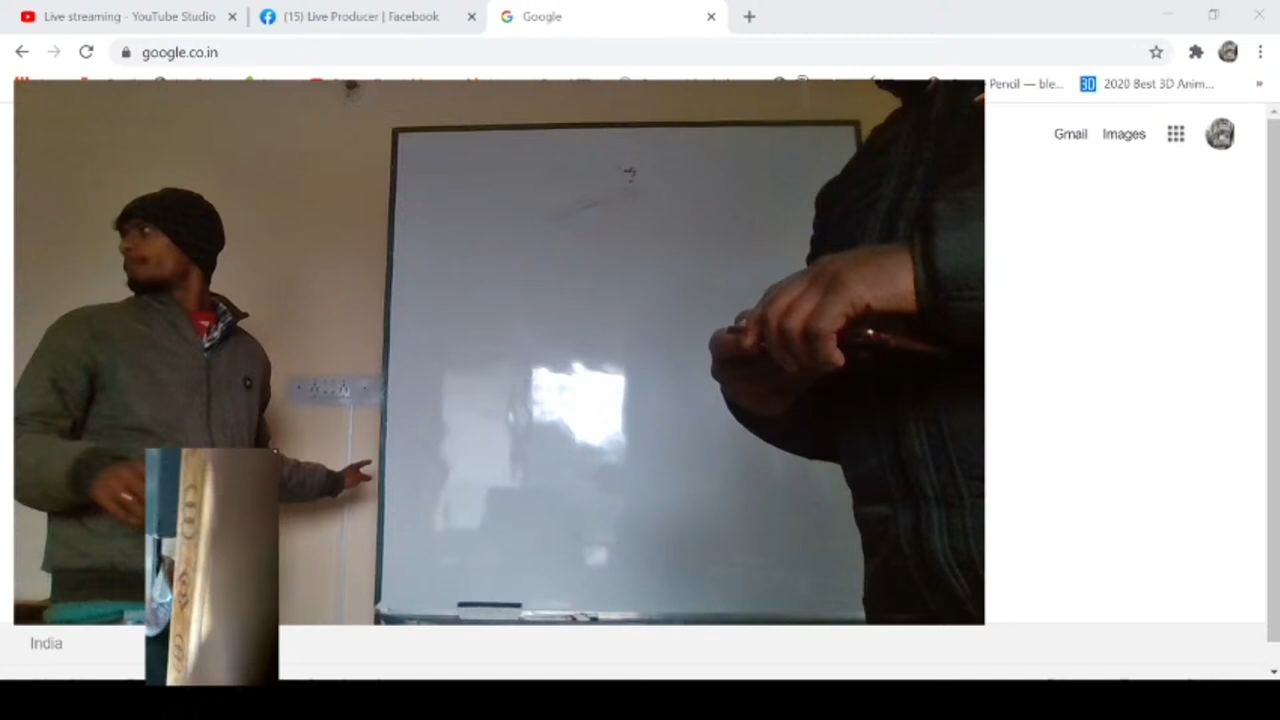 Live streaming - YouTube Studio
(15) Live Producer | Facebook
Google
google.co.in
Pencil — ble...
3D 2020 Best 3D Anim...
Gmail Images
India